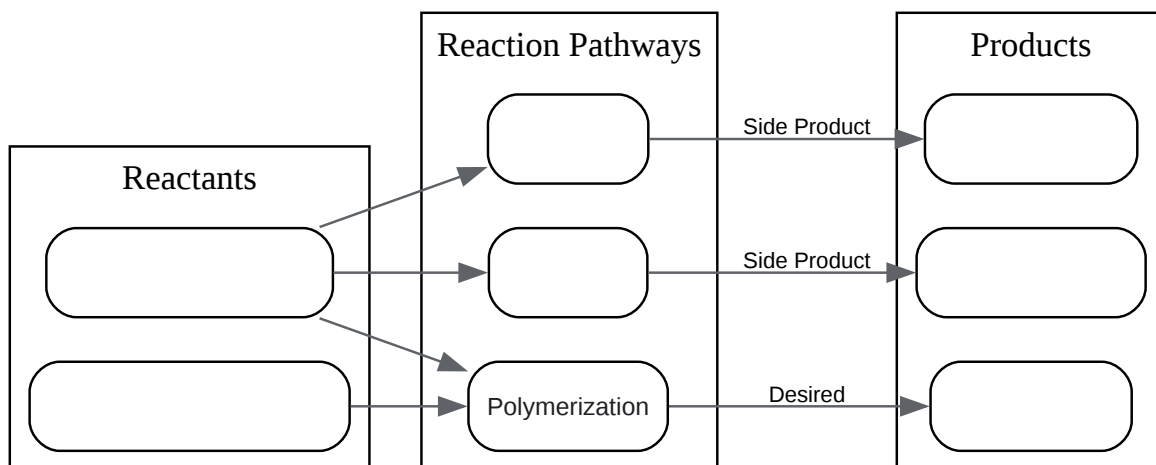 Reaction Pathways
Products
Side Product
Reactants
Side Product
Polymerization
Desired